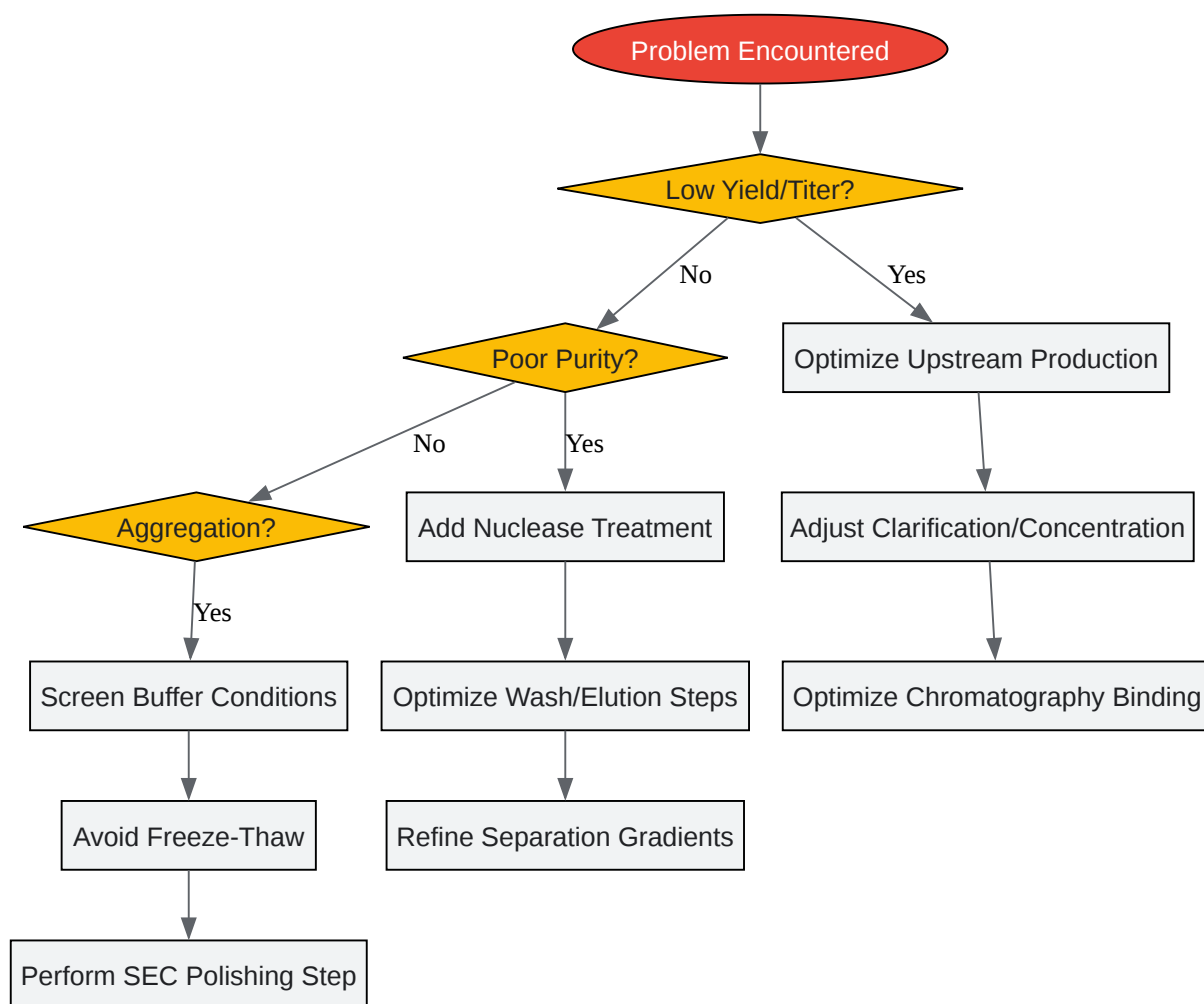 Problem Encountered
Low Yield/Titer?
No
Yes
Poor Purity?
Optimize Upstream Production
No
Yes
Aggregation?
Add Nuclease Treatment
Adjust Clarification/Concentration
Yes
Screen Buffer Conditions
Optimize Wash/Elution Steps
Optimize Chromatography Binding
Avoid Freeze-Thaw
Refine Separation Gradients
Perform SEC Polishing Step